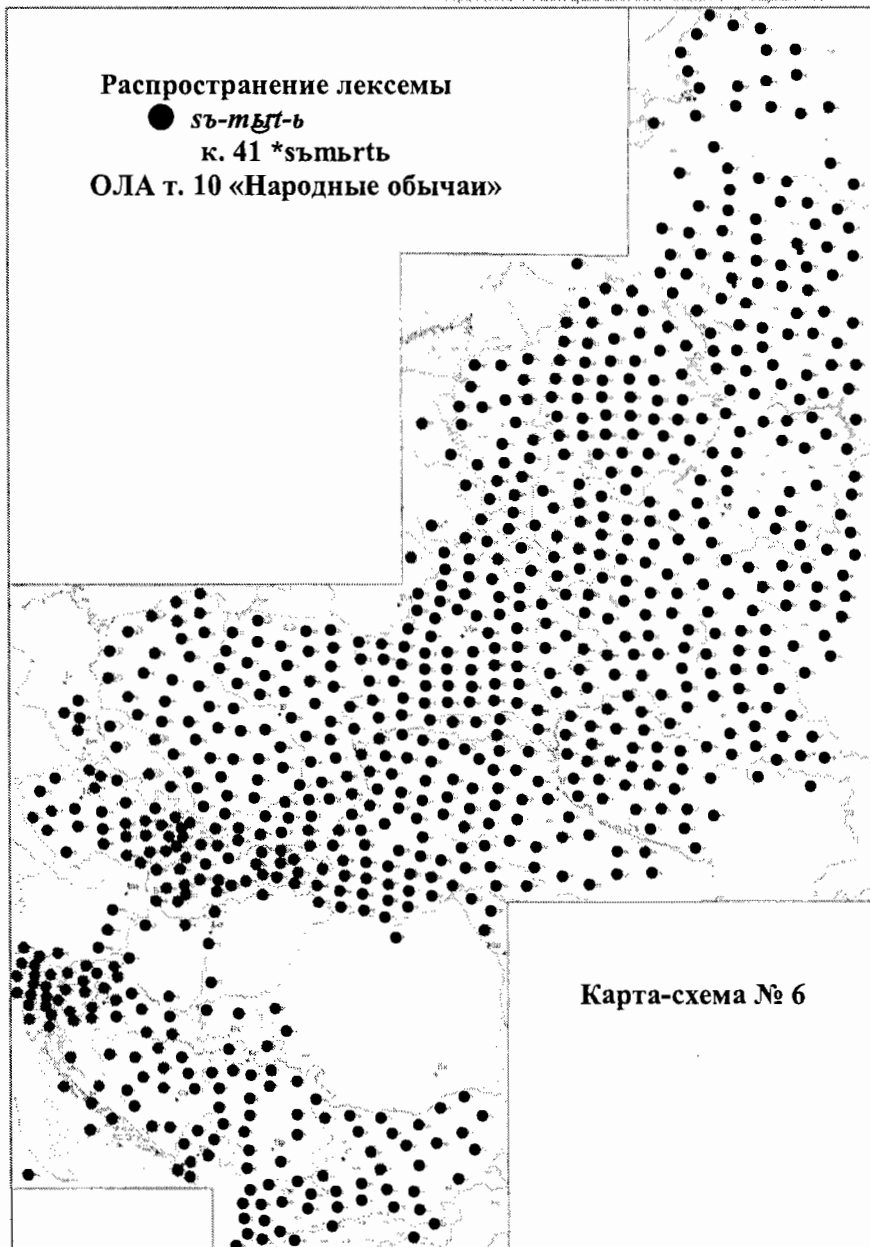 Распространение лексемы
● sъ-mьrt-ь
к. 41 *sъmьrtь
ОЛА т. 10 «Народные обычаи»
Карта-схема № 6